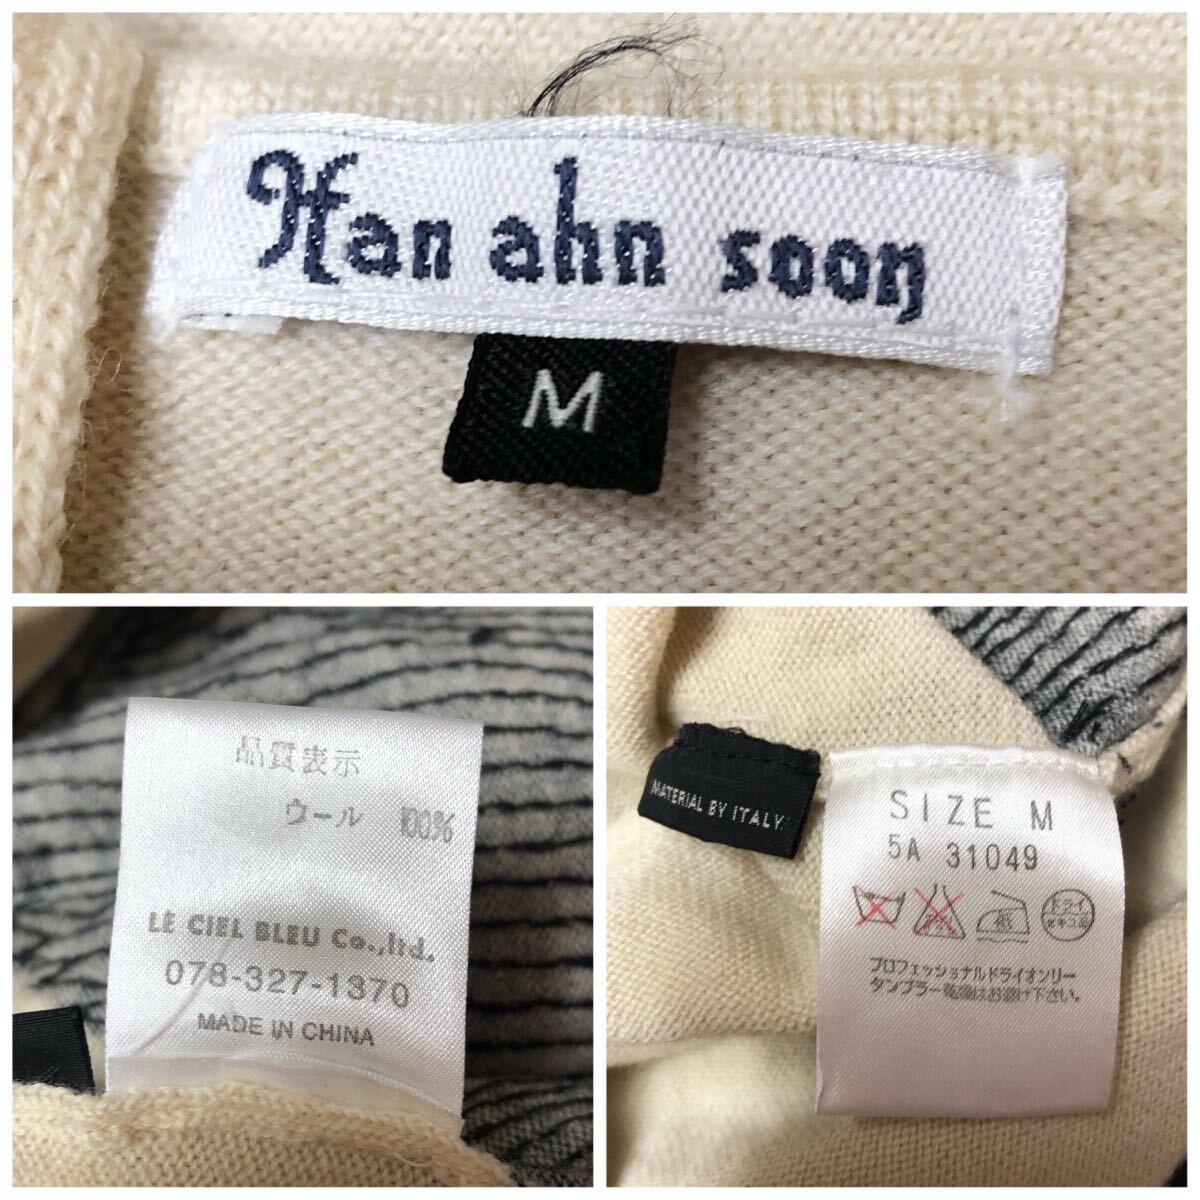 Han ahn soon
M
品質表示
ウール 100%
LE CIEL BLEU Co.,ltd.
078-327-1370
MADE IN CHINA
MATERIAL BY ITALY
SIZE M
5A 31049
ドライ
プロフェッショナルドライオンリー
タンブラー乾燥はお避け下さい。